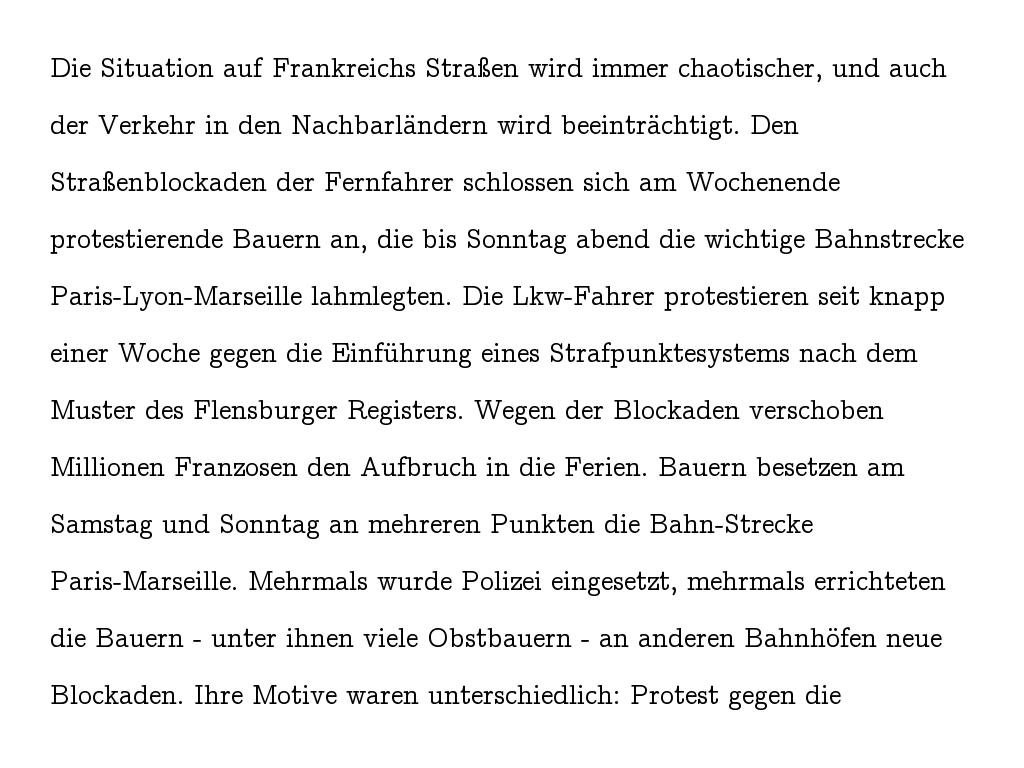 Die Situation auf Frankreichs Straßen wird immer chaotischer, und auch
der Verkehr in den Nachbarländern wird beeinträchtigt. Den
Straßenblockaden der Fernfahrer schlossen sich am Wochenende
protestierende Bauern an, die bis Sonntag abend die wichtige Bahnstrecke
Paris-Lyon-Marseille lahmlegten. Die Lkw-Fahrer protestieren seit knapp
einer Woche gegen die Einführung eines Strafpunktesystems nach dem
Muster des Flensburger Registers. Wegen der Blockaden verschoben
Millionen Franzosen den Aufbruch in die Ferien. Bauern besetzen am
Samstag und Sonntag an mehreren Punkten die Bahn-Strecke
Paris-Marseille. Mehrmals wurde Polizei eingesetzt, mehrmals errichteten
die Bauern - unter ihnen viele Obstbauern - an anderen Bahnhöfen neue
Blockaden. Ihre Motive waren unterschiedlich: Protest gegen die